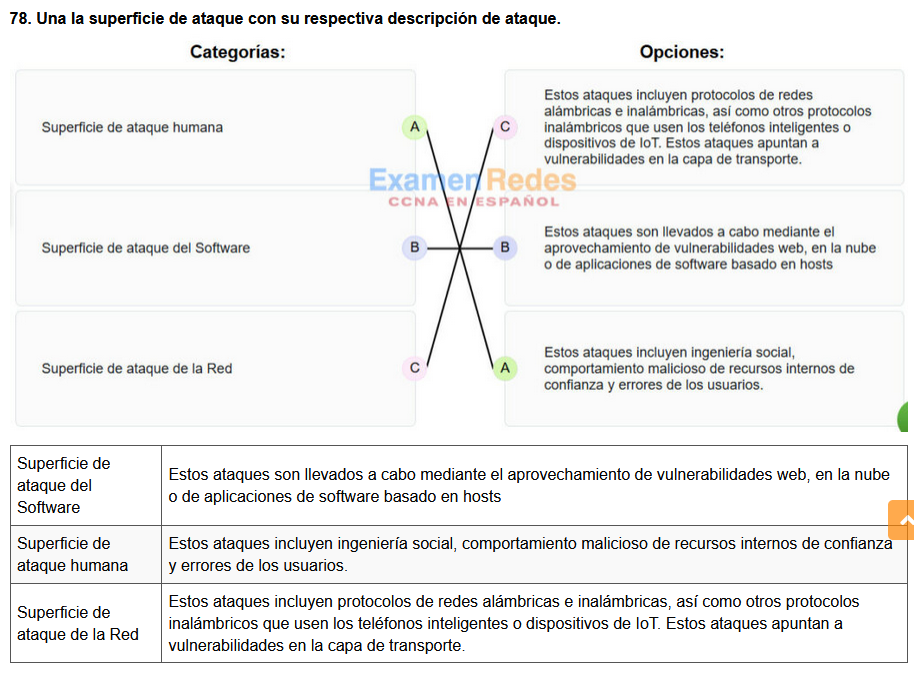 78. Una la superficie de ataque con su respectiva descripción de ataque.
Categorías:
Opciones:
Superficie de ataque humana
A
C
Estos ataques incluyen protocolos de redes
alámbricas e inalámbricas, así como otros protocolos
inalámbricos que usen los teléfonos inteligentes o
dispositivos de IoT. Estos ataques apuntan a
vulnerabilidades en la capa de transporte.
ExamenRedes
CCNA EN ESPAÑOL
Superficie de ataque del Software
B
B
Estos ataques son llevados a cabo mediante el
aprovechamiento de vulnerabilidades web, en la nube
o de aplicaciones de software basado en hosts
Superficie de ataque de la Red
C
A
Estos ataques incluyen ingeniería social,
comportamiento malicioso de recursos internos de
confianza y errores de los usuarios.
Superficie de
ataque del
Software
Estos ataques son llevados a cabo mediante el aprovechamiento de vulnerabilidades web, en la nube
o de aplicaciones de software basado en hosts
Superficie de
ataque humana
Estos ataques incluyen ingeniería social, comportamiento malicioso de recursos internos de confianza
y errores de los usuarios.
Superficie de
ataque de la Red
Estos ataques incluyen protocolos de redes alámbricas e inalámbricas, así como otros protocolos
inalámbricos que usen los teléfonos inteligentes o dispositivos de IoT. Estos ataques apuntan a
vulnerabilidades en la capa de transporte.